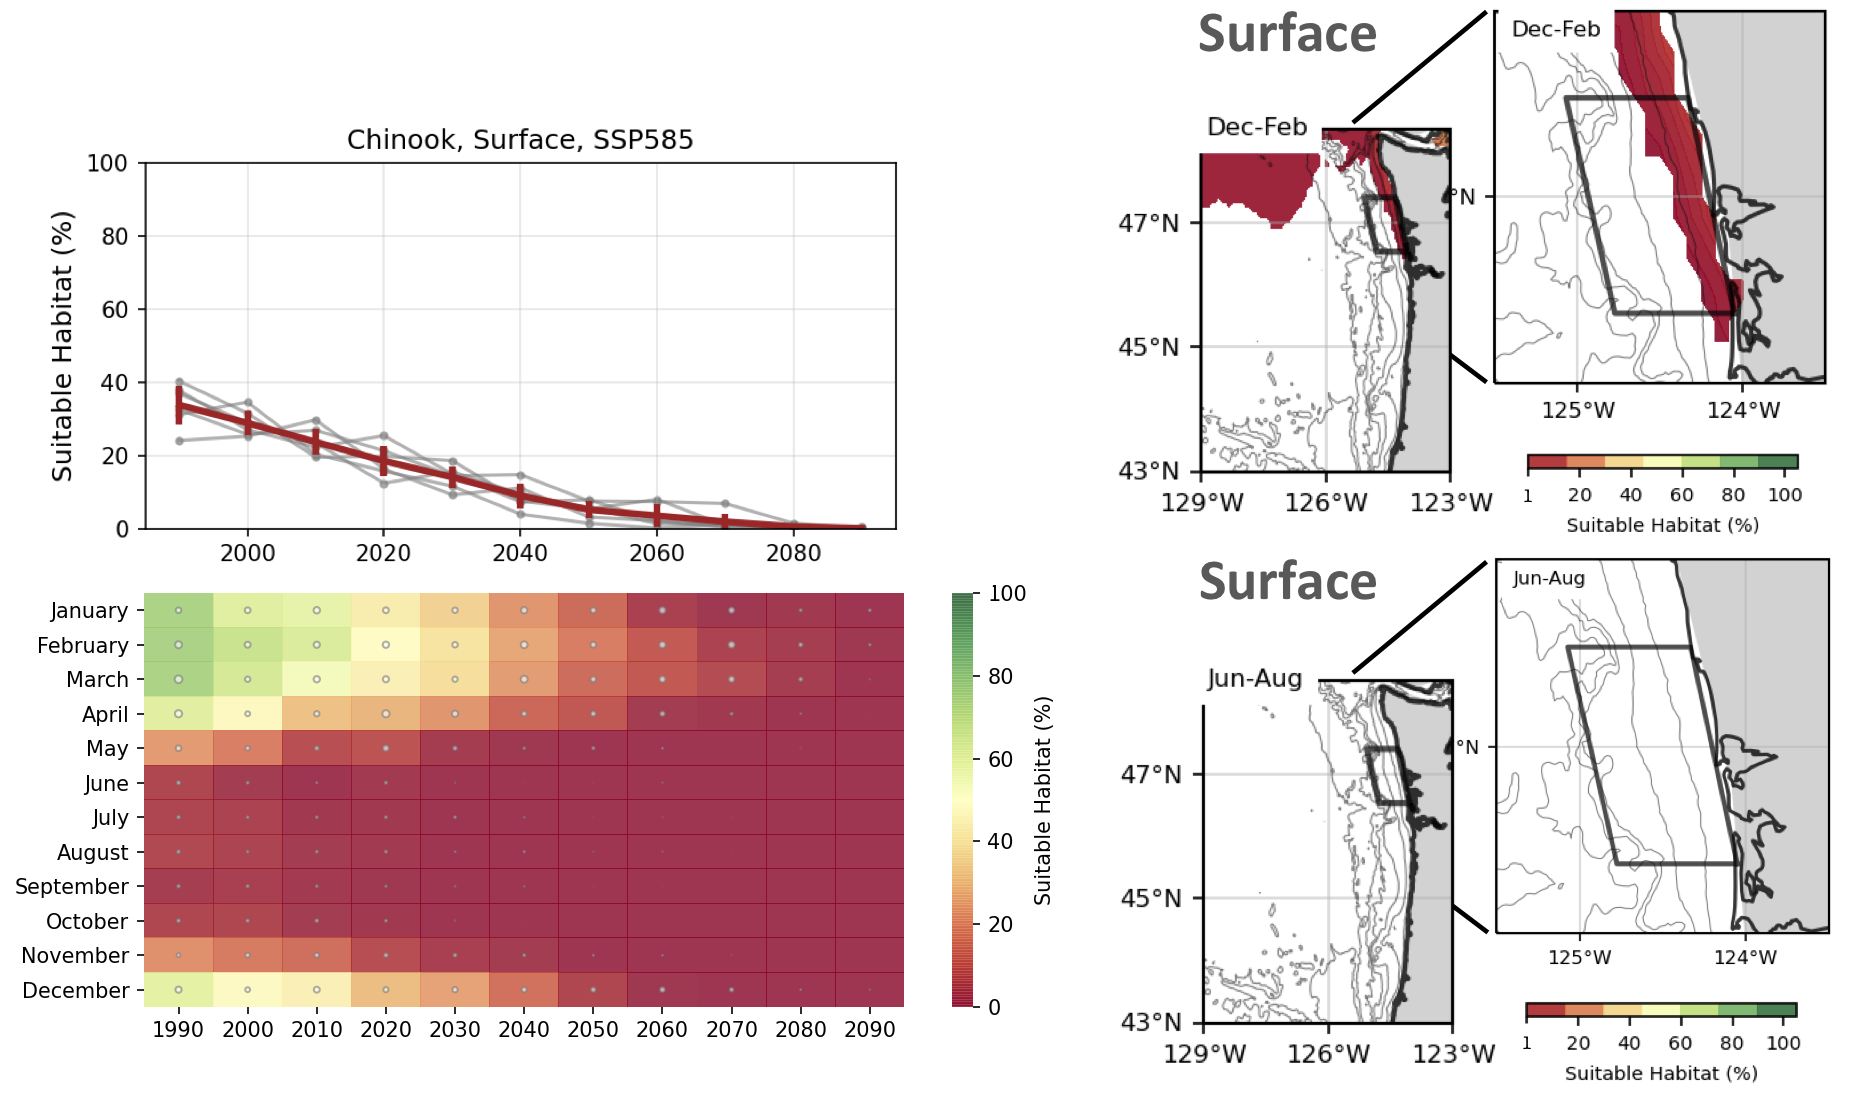 Chinook, Surface, SSP585
Suitable Habitat (%)
100
80
60
40
20
0
2000 2020 2040 2060 2080
January
February
March
April
May
June
July
August
September
October
November
December
1990 2000 2010 2020 2030 2040 2050 2060 2070 2080 2090
100
80
60
40
20
0
Suitable Habitat (%)
Surface
Dec-Feb
47°N
45°N
43°N
129°W 126°W 123°W
Dec-Feb
°N
125°W 124°W
1 20 40 60 80 100
Suitable Habitat (%)
Surface
Jun-Aug
47°N
45°N
43°N
129°W 126°W 123°W
Jun-Aug
°N
125°W 124°W
1 20 40 60 80 100
Suitable Habitat (%)